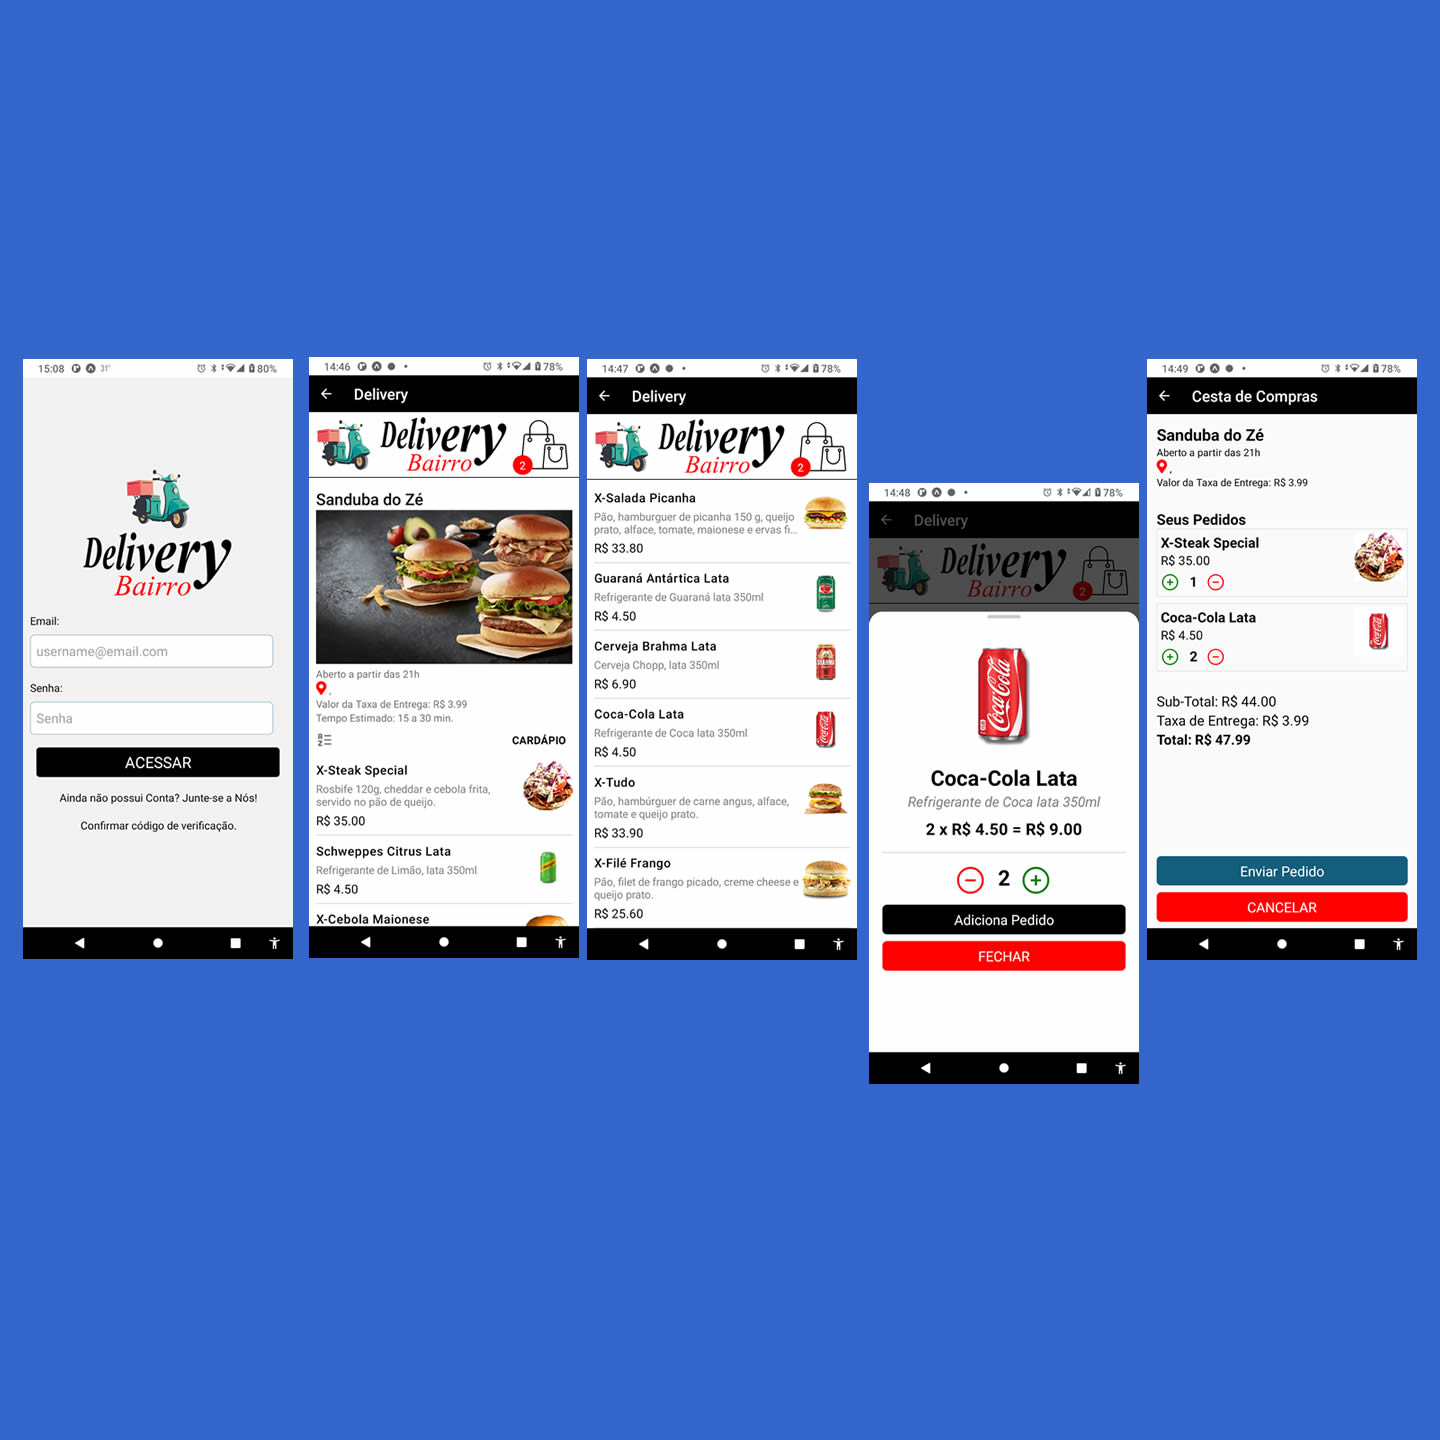 15:08 31° 80%
Delivery
Bairro
Email:
username@email.com
Senha:
Senha
ACESSAR
Ainda não possui Conta? Junte-se a Nós!
Confirmar código de verificação.
14:46 78%
Delivery
Delivery
Bairro
2
Sanduba do Zé
Aberto a partir das 21h
,
Valor da Taxa de Entrega: R$ 3.99
Tempo Estimado: 15 a 30 min.
CARDÁPIO
X-Steak Special
Rosbife 120g, cheddar e cebola frita,
servido no pão de queijo.
R$ 35.00
Schweppes Citrus Lata
Refrigerante de Limão, lata 350ml
R$ 4.50
X-Cebola Maionese
14:47 78%
Delivery
Delivery
Bairro
2
X-Salada Picanha
Pão, hamburguer de picanha 150 g, queijo
prato, alface, tomate, maionese e ervas fi...
R$ 33.80
Guaraná Antártica Lata
Refrigerante de Guaraná lata 350ml
R$ 4.50
Cerveja Brahma Lata
Cerveja Chopp, lata 350ml
R$ 6.90
Coca-Cola Lata
Refrigerante de Coca lata 350ml
R$ 4.50
X-Tudo
Pão, hambúrguer de carne angus, alface,
tomate e queijo prato.
R$ 33.90
X-Filé Frango
Pão, filet de frango picado, creme cheese e
queijo prato.
R$ 25.60
14:48 78%
Delivery
Delivery
Bairro
2
Coca-Cola
Coca-Cola Lata
Refrigerante de Coca lata 350ml
2 x R$ 4.50 = R$ 9.00
2
Adiciona Pedido
FECHAR
14:49 78%
Cesta de Compras
Sanduba do Zé
Aberto a partir das 21h
,
Valor da Taxa de Entrega: R$ 3.99
Seus Pedidos
X-Steak Special
R$ 35.00
1
Coca-Cola Lata
R$ 4.50
2
Sub-Total: R$ 44.00
Taxa de Entrega: R$ 3.99
Total: R$ 47.99
Enviar Pedido
CANCELAR